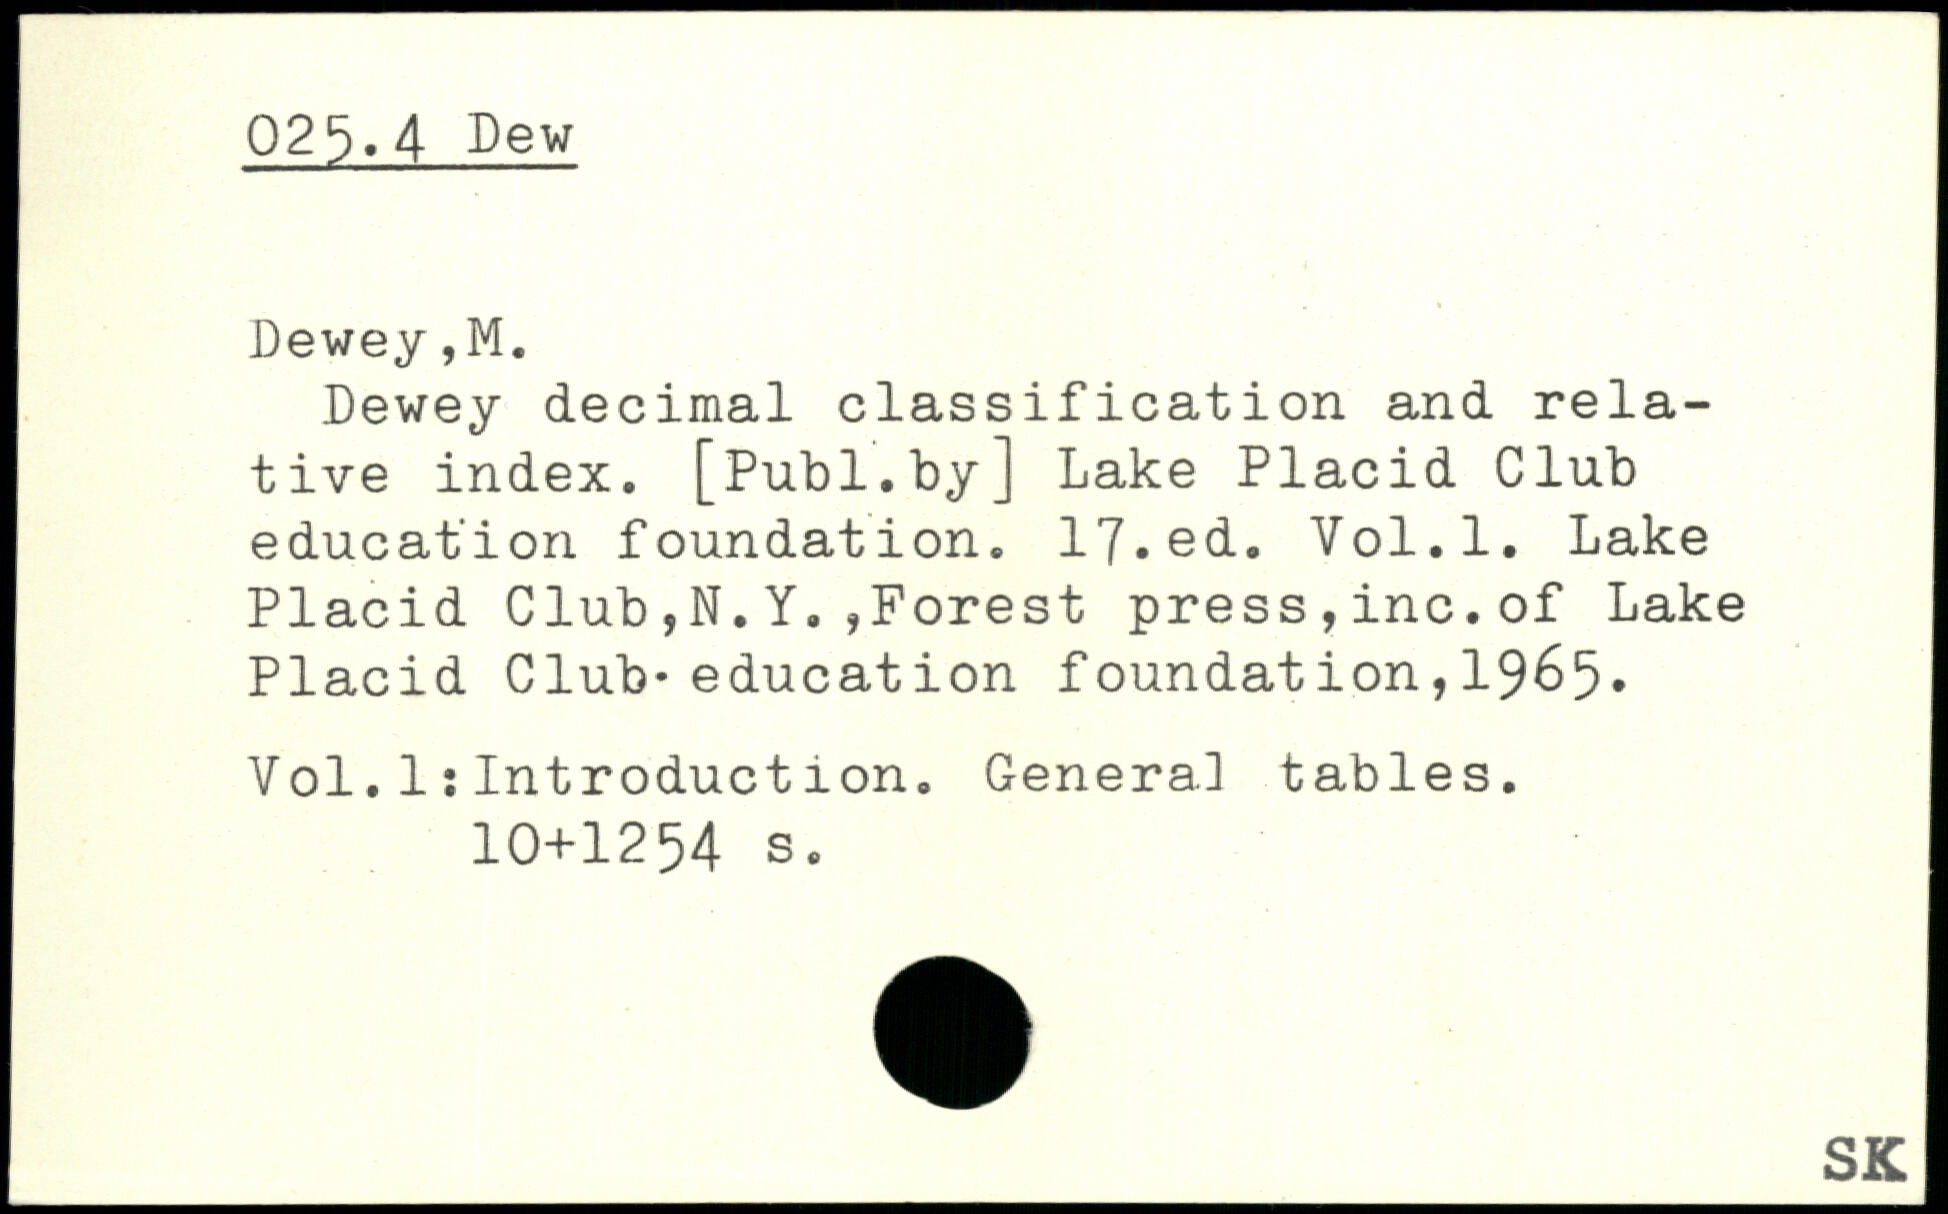 025.4 Dew
Dewey,M.
Dewey decimal classification and rela-
tive index. [Publ.by] Lake Placid Club
education foundation. 17.ed. Vol.1. Lake
Placid Club,N.Y.,Forest press,inc.of Lake
Placid Club education foundation,1965.
Vol.1:Introduction. General tables.
10+1254 s.
SK